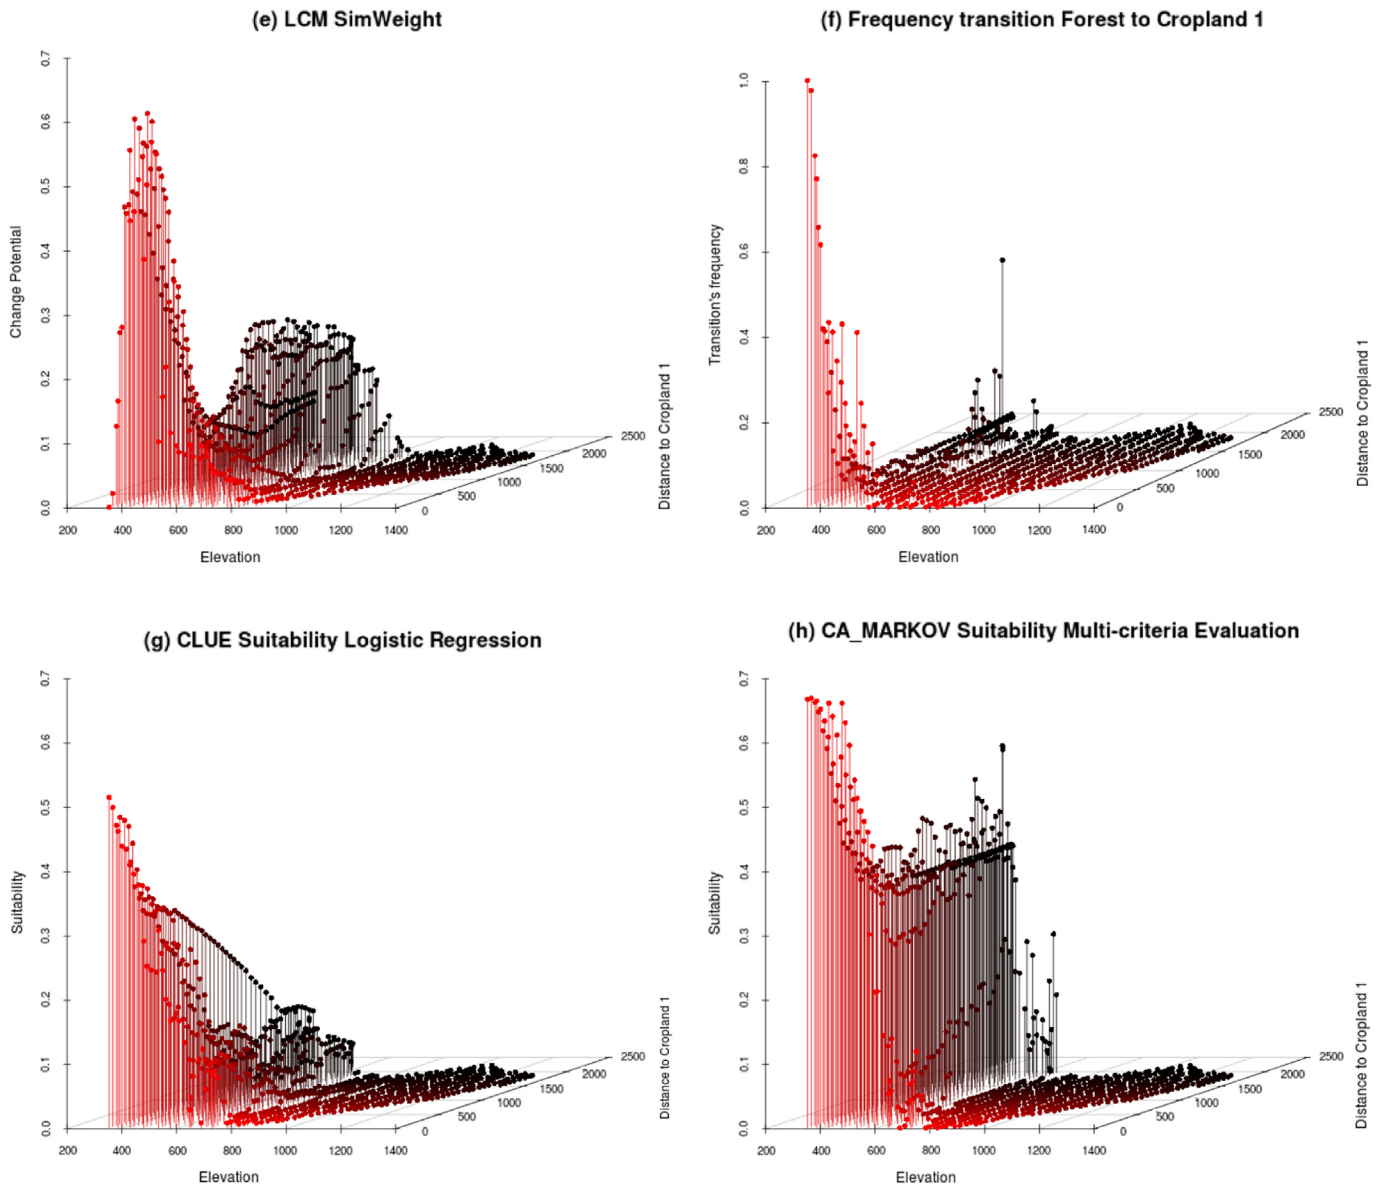 (e) LCM SimWeight
0.7
0.6
0.5
0.4
0.3
0.2
0.1
0.0
Change Potential
200 400 600 800 1000 1200 1400
Elevation
0 500 1000 1500 2000 2500
Distance to Cropland 1
(f) Frequency transition Forest to Cropland 1
1.0
0.8
0.6
0.4
0.2
0.0
Transition's frequency
200 400 600 800 1000 1200 1400
Elevation
0 500 1000 1500 2000 2500
Distance to Cropland 1
(g) CLUE Suitability Logistic Regression
0.7
0.6
0.5
0.4
0.3
0.2
0.1
0.0
Suitability
200 400 600 800 1000 1200 1400
Elevation
0 500 1000 1500 2000 2500
Distance to Cropland 1
(h) CA_MARKOV Suitability Multi-criteria Evaluation
0.7
0.6
0.5
0.4
0.3
0.2
0.1
0.0
Suitability
200 400 600 800 1000 1200 1400
Elevation
0 500 1000 1500 2000 2500
Distance to Cropland 1